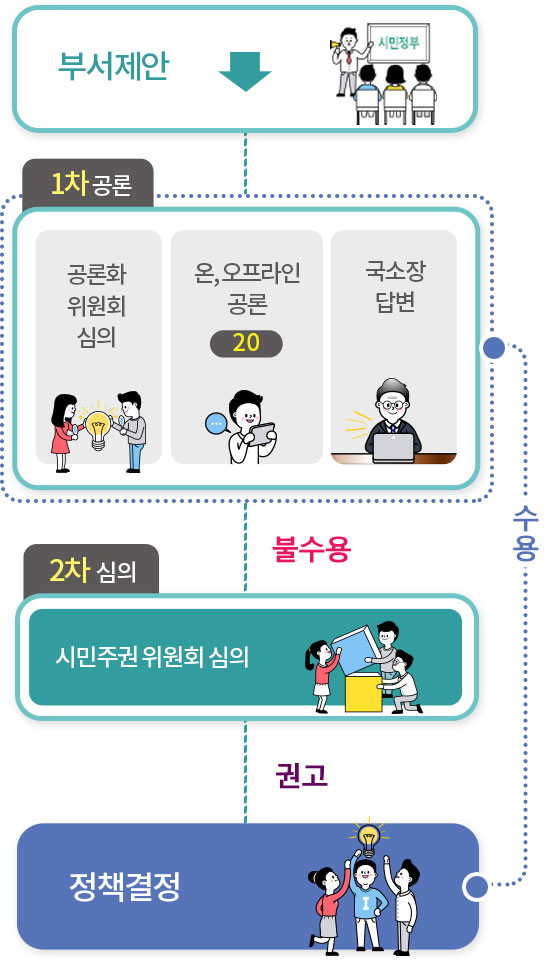 부서제안
시민정부
1차 공론
공론화
위원회
심의
온, 오프라인
공론
20
국소장
답변
수용
불수용
2차 심의
시민주권 위원회 심의
권고
정책결정
I